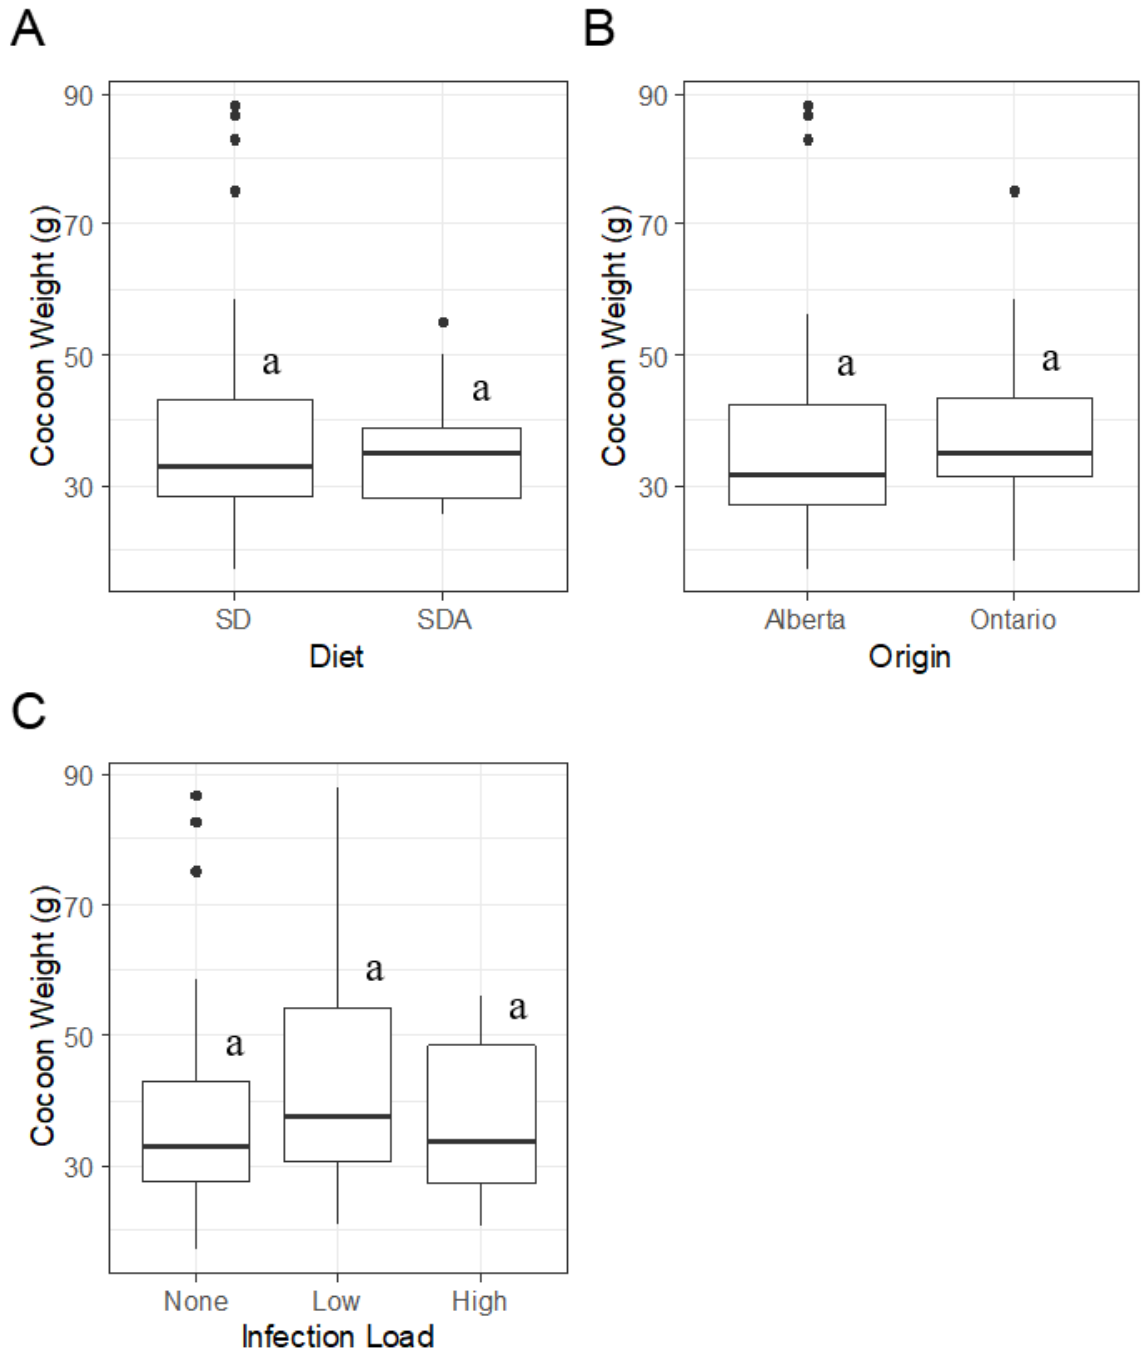 A
Cocoon Weight (g)
90
70
50
30
a
a
SD
SDA
Diet
B
Cocoon Weight (g)
90
70
50
30
a
a
Alberta
Ontario
Origin
C
Cocoon Weight (g)
90
70
50
30
a
a
a
None
Low
High
Infection Load